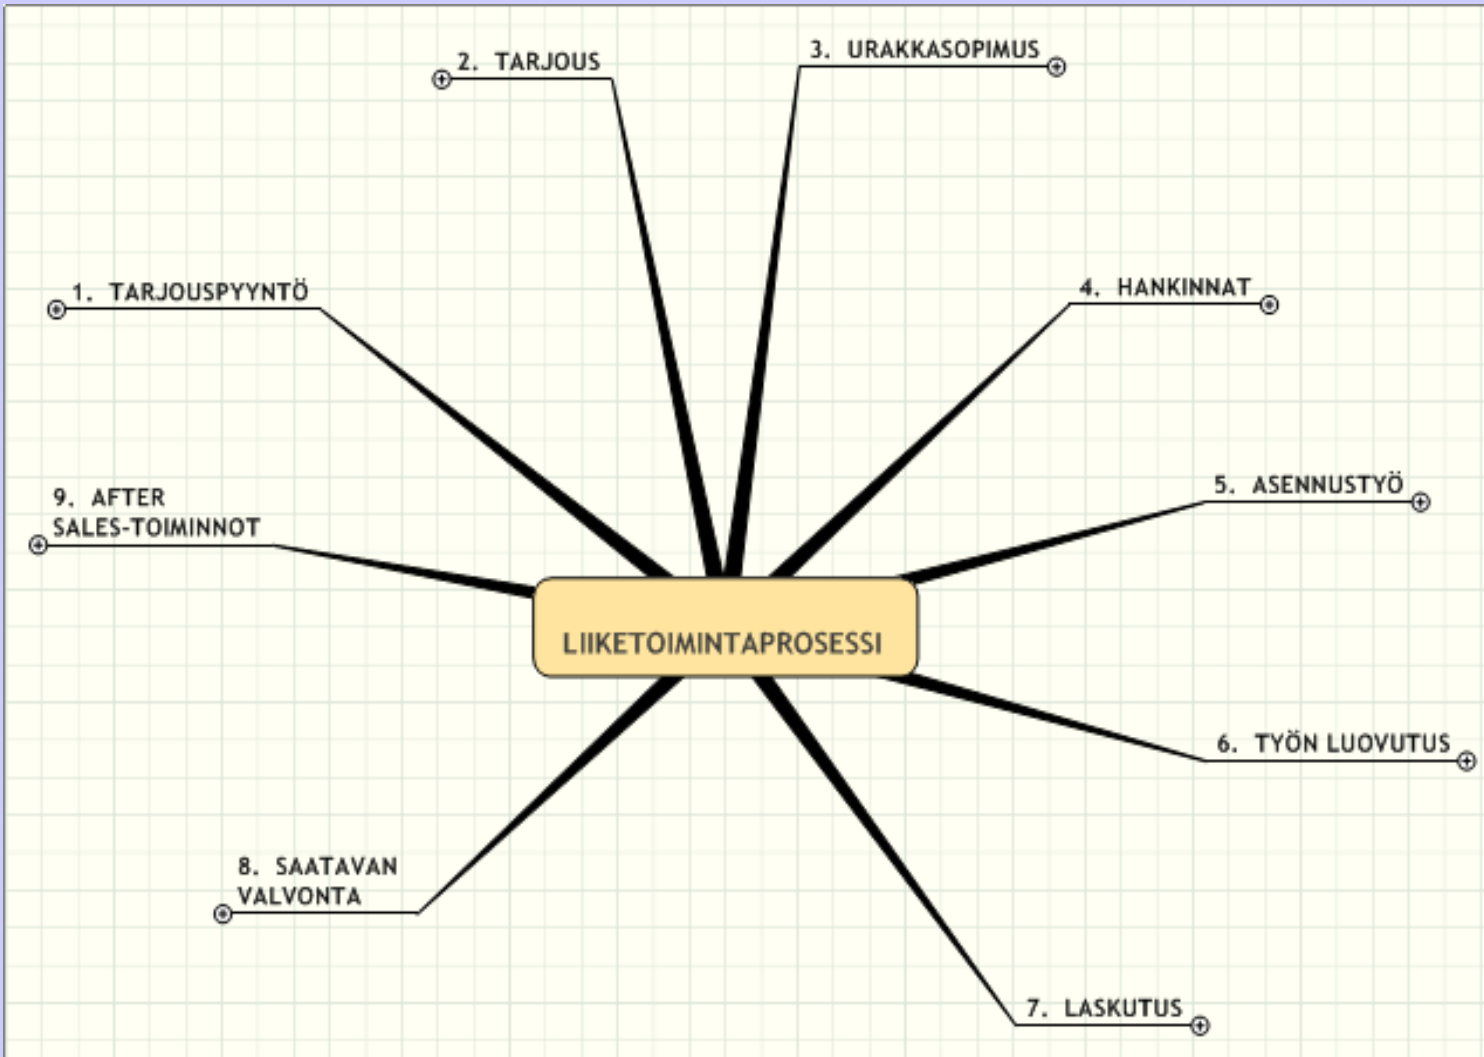 1. TARJOUSPYYNTÖ
2. TARJOUS
3. URAKKASOPIMUS
4. HANKINNAT
5. ASENNUSTYÖ
6. TYÖN LUOVUTUS
7. LASKUTUS
8. SAATAVAN
VALVONTA
9. AFTER
SALES-TOIMINNOT
LIIKETOIMINTAPROSESSI